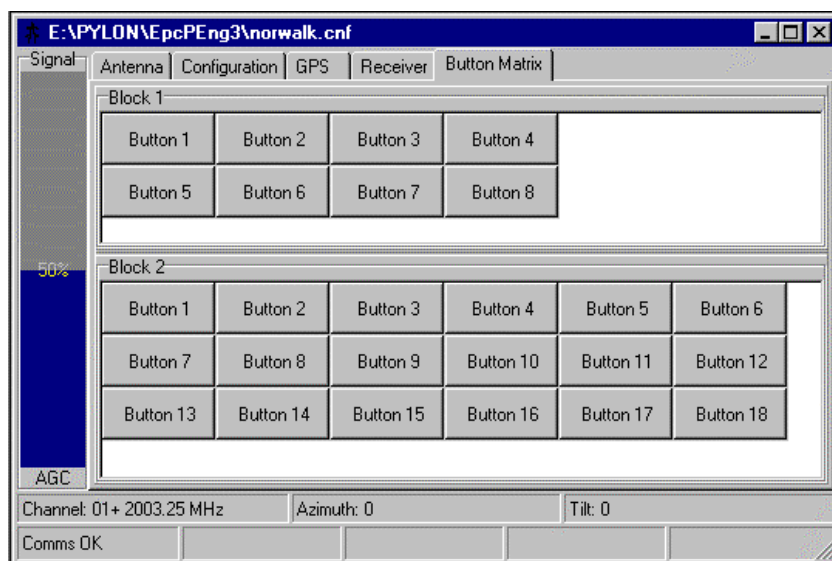 E:\PYLON\EpcPEng3\norwalk.cnf
Signal
Antenna Configuration GPS Receiver Button Matrix
Block 1
Button 1 Button 2 Button 3 Button 4
Button 5 Button 6 Button 7 Button 8
50%
Block 2
Button 1 Button 2 Button 3 Button 4 Button 5 Button 6
Button 7 Button 8 Button 9 Button 10 Button 11 Button 12
Button 13 Button 14 Button 15 Button 16 Button 17 Button 18
AGC
Channel: 01+ 2003.25 MHz Azimuth: 0 Tilt: 0
Comms OK